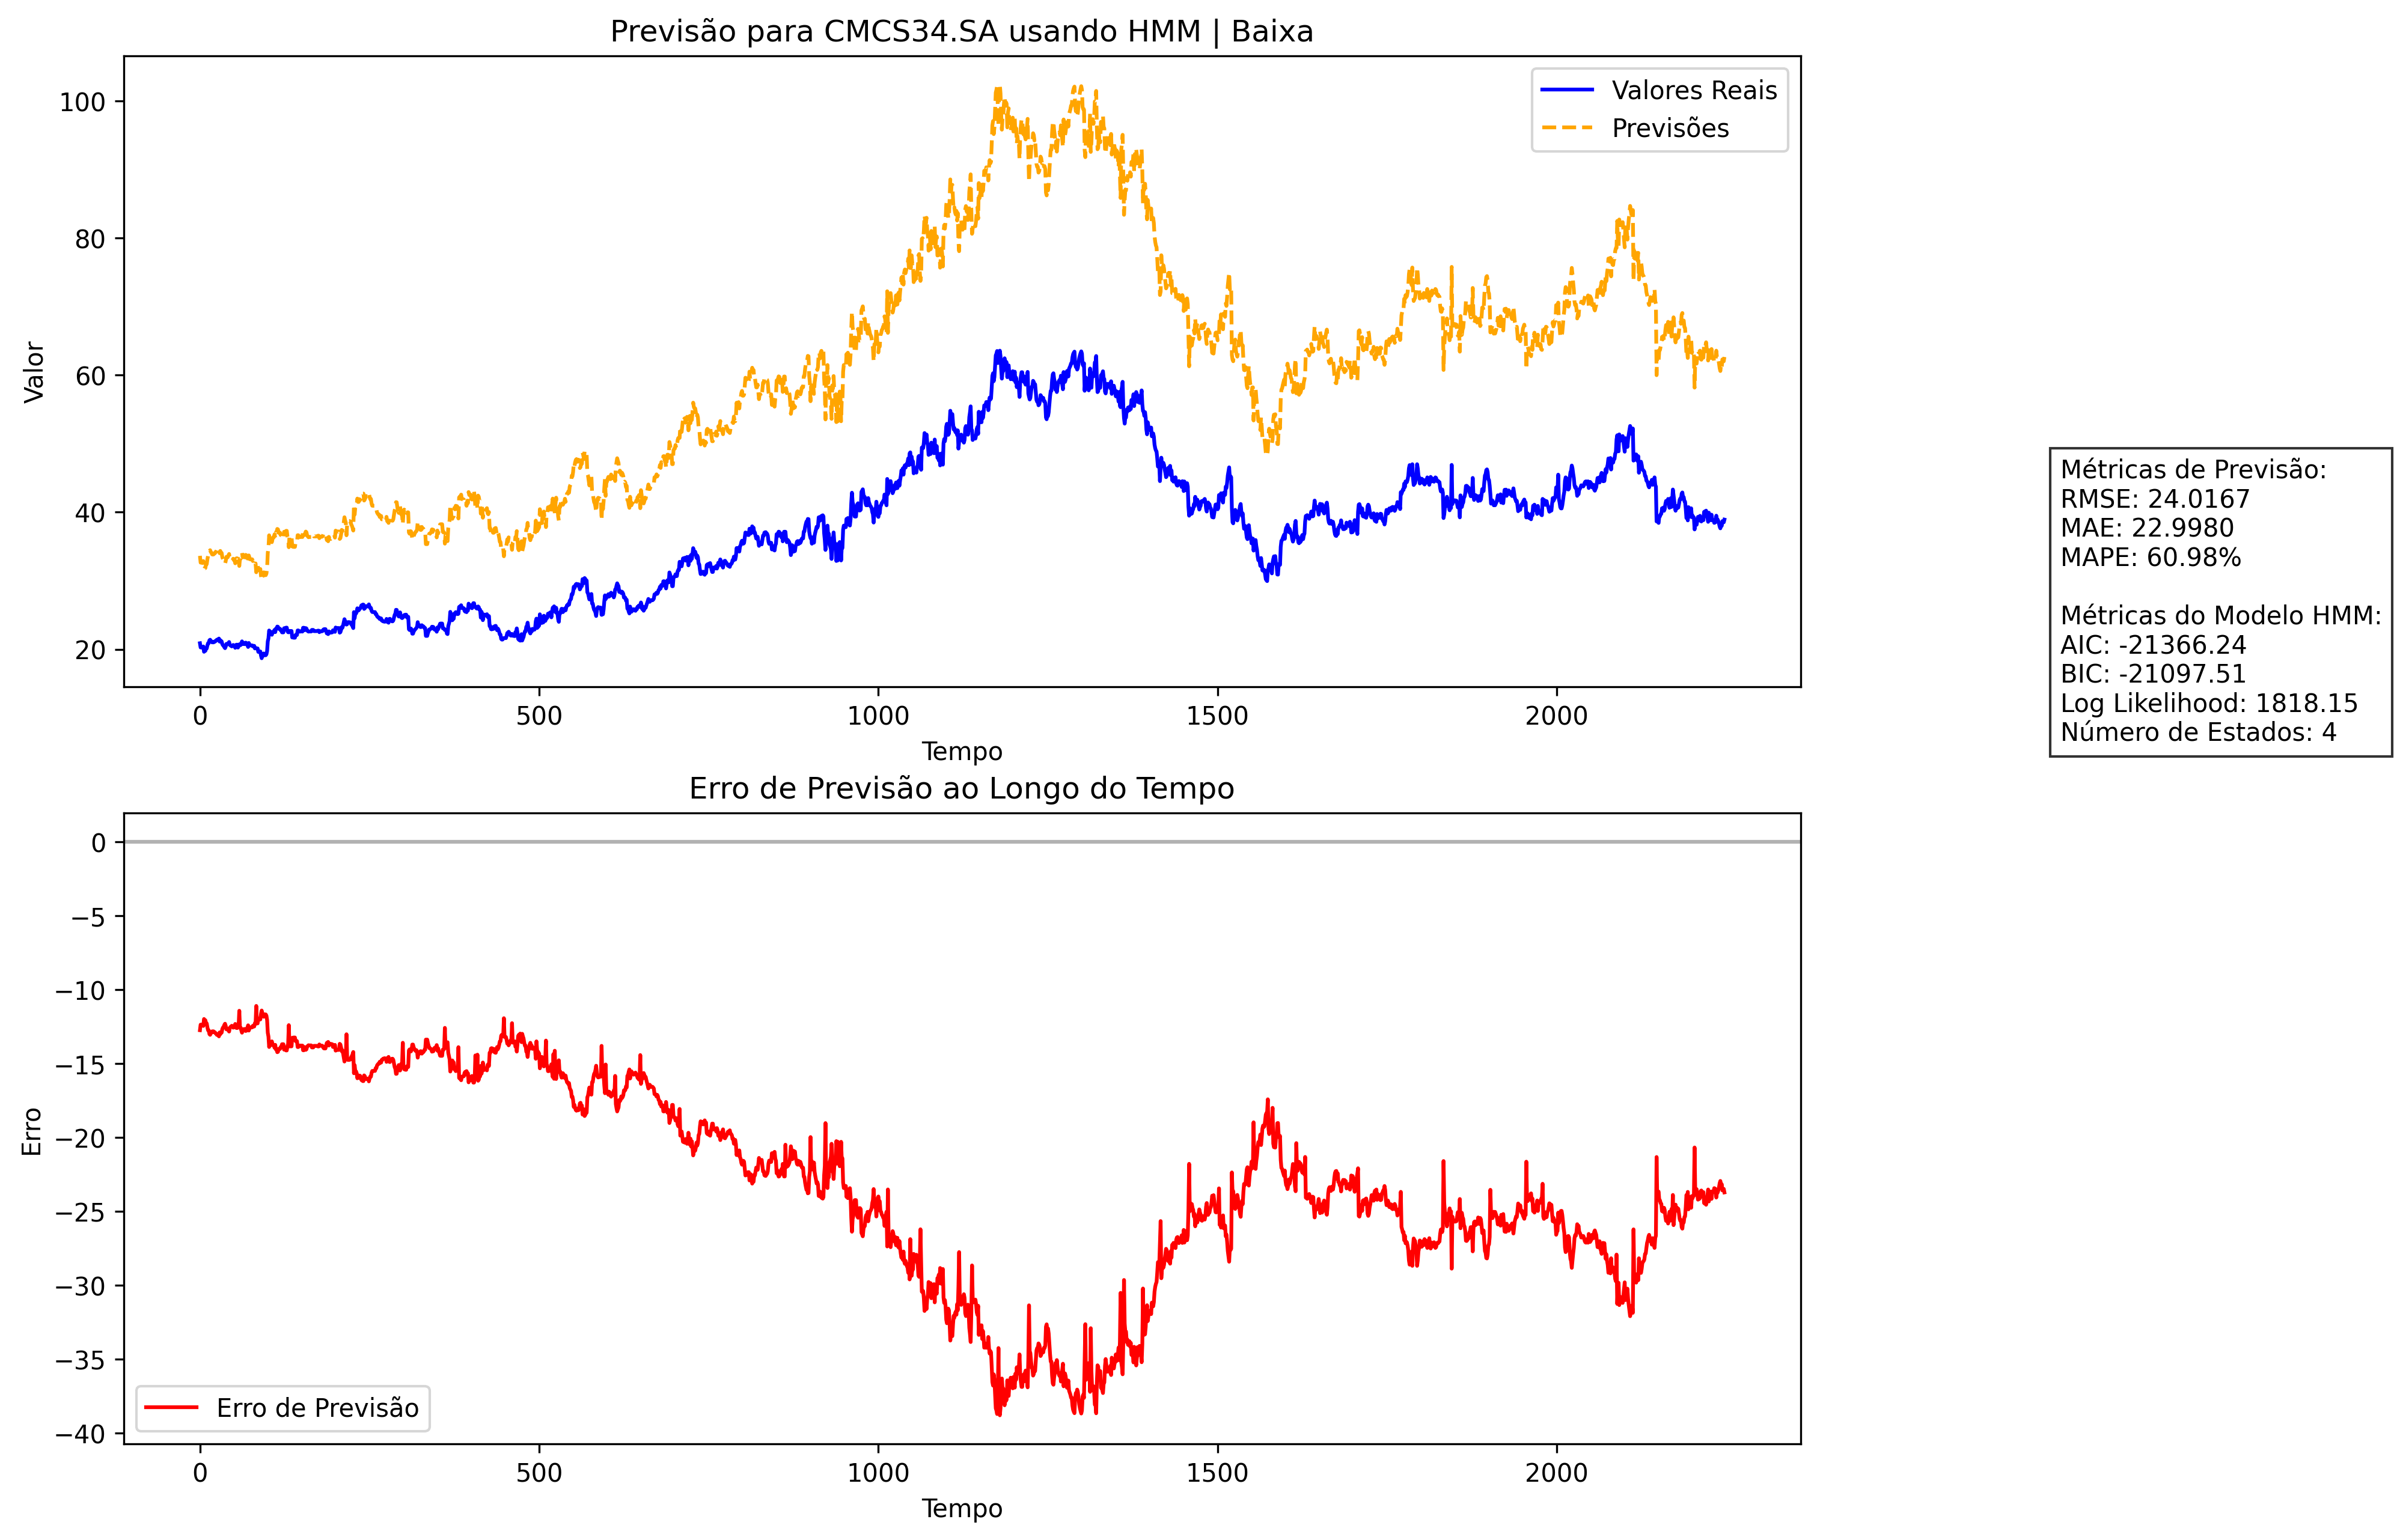 Previsão para CMCS34.SA usando HMM | Baixa
Valores Reais
Previsões
Valor
100
80
60
40
20
0
500
1000
1500
2000
Tempo
Métricas de Previsão:
RMSE: 24.0167
MAE: 22.9980
MAPE: 60.98%
Métricas do Modelo HMM:
AIC: -21366.24
BIC: -21097.51
Log Likelihood: 1818.15
Número de Estados: 4
Erro de Previsão ao Longo do Tempo
Erro
0
−5
−10
−15
−20
−25
−30
−35
−40
Erro de Previsão
0
500
1000
1500
2000
Tempo